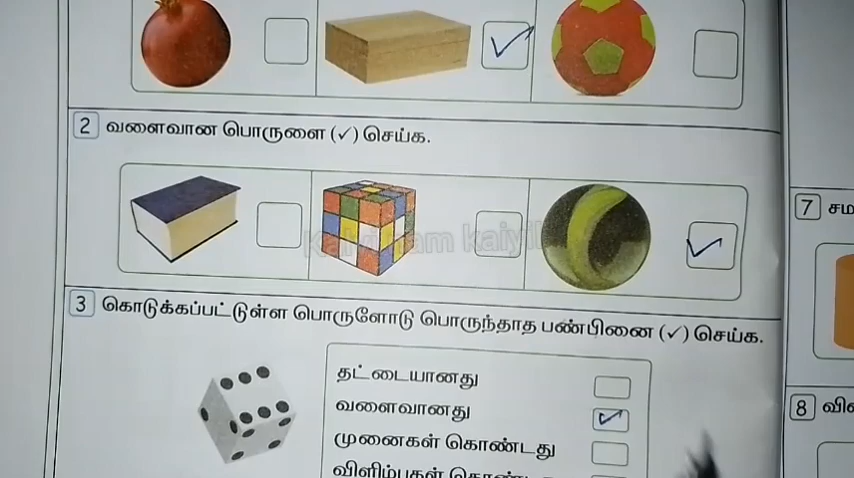 2 வளைவான பொருளை (✓) செய்க.
3 கொடுக்கப்பட்டுள்ள பொருளோடு பொருந்தாத பண்பினை (✓) செய்க.
தட்டையானது
வளைவானது
முனைகள் கொண்டது
7
8